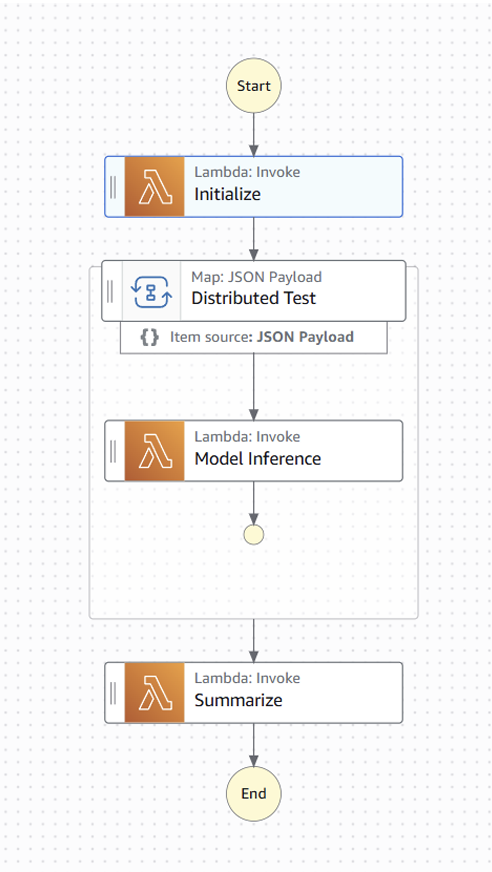 Start
Lambda: Invoke
Initialize
Map: JSON Payload
Distributed Test
{} Item source: JSON Payload
Lambda: Invoke
Model Inference
Lambda: Invoke
Summarize
End